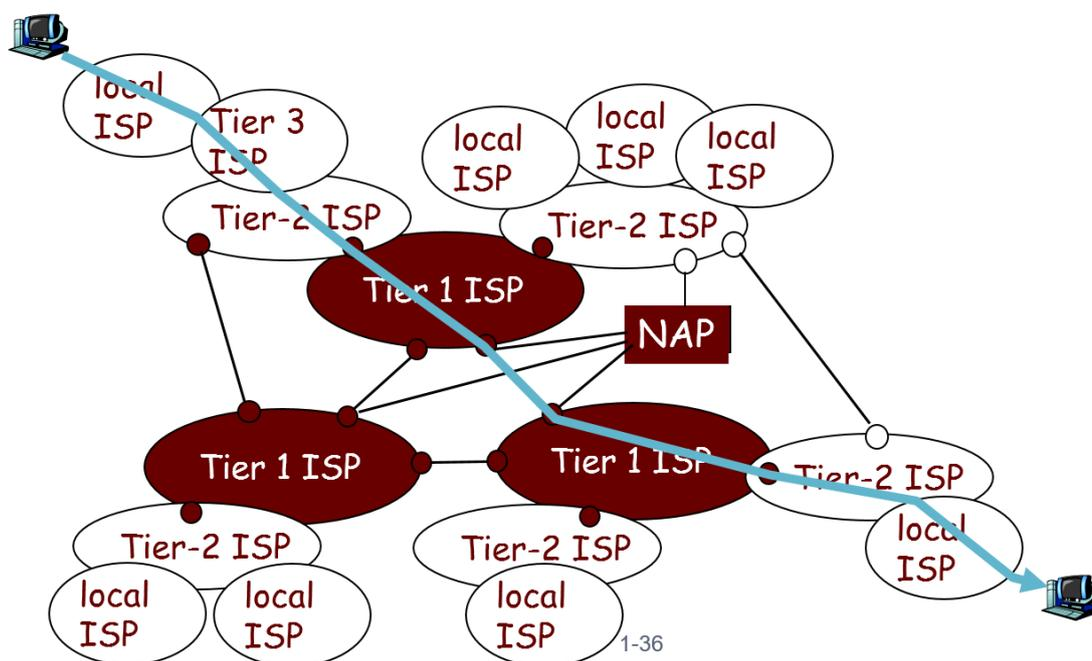 local
ISP
Tier 3
ISP
local
ISP
local
ISP
local
ISP
Tier-2 ISP
Tier-2 ISP
Tier 1 ISP
NAP
Tier 1 ISP
Tier 1 ISP
Tier-2 ISP
Tier-2 ISP
Tier-2 ISP
local
ISP
local
ISP
local
ISP
local
ISP
1-36